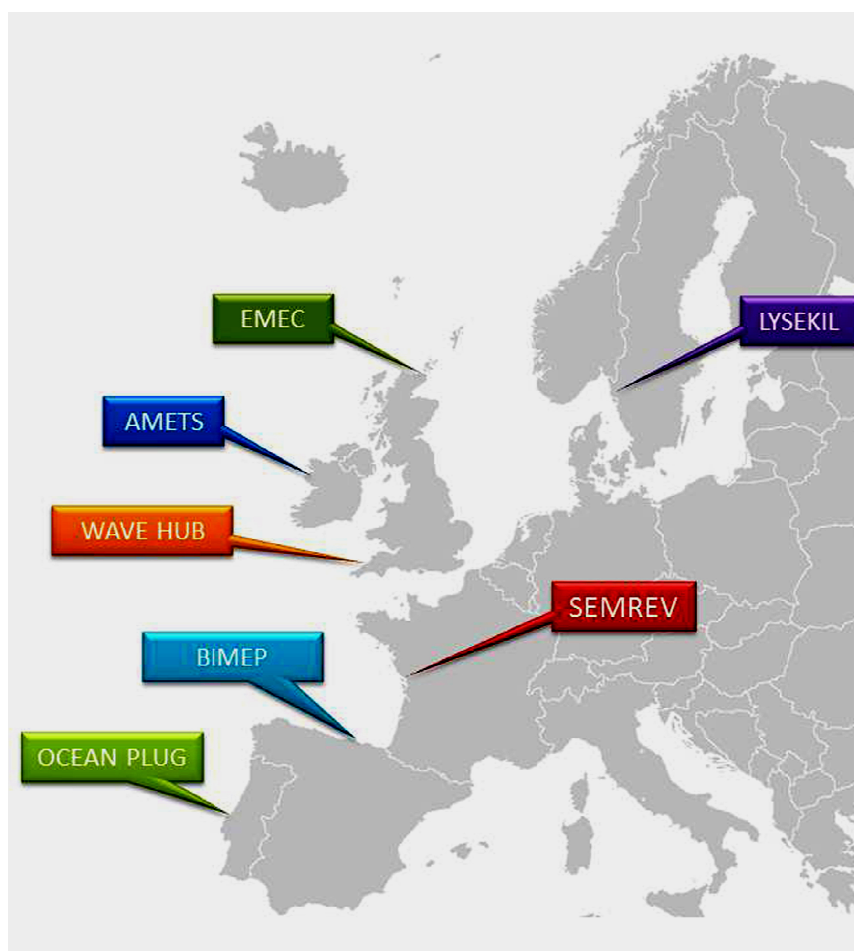 EMEC
LYSEKIL
AMETS
WAVE HUB
SEMREV
BIMEP
OCEAN PLUG